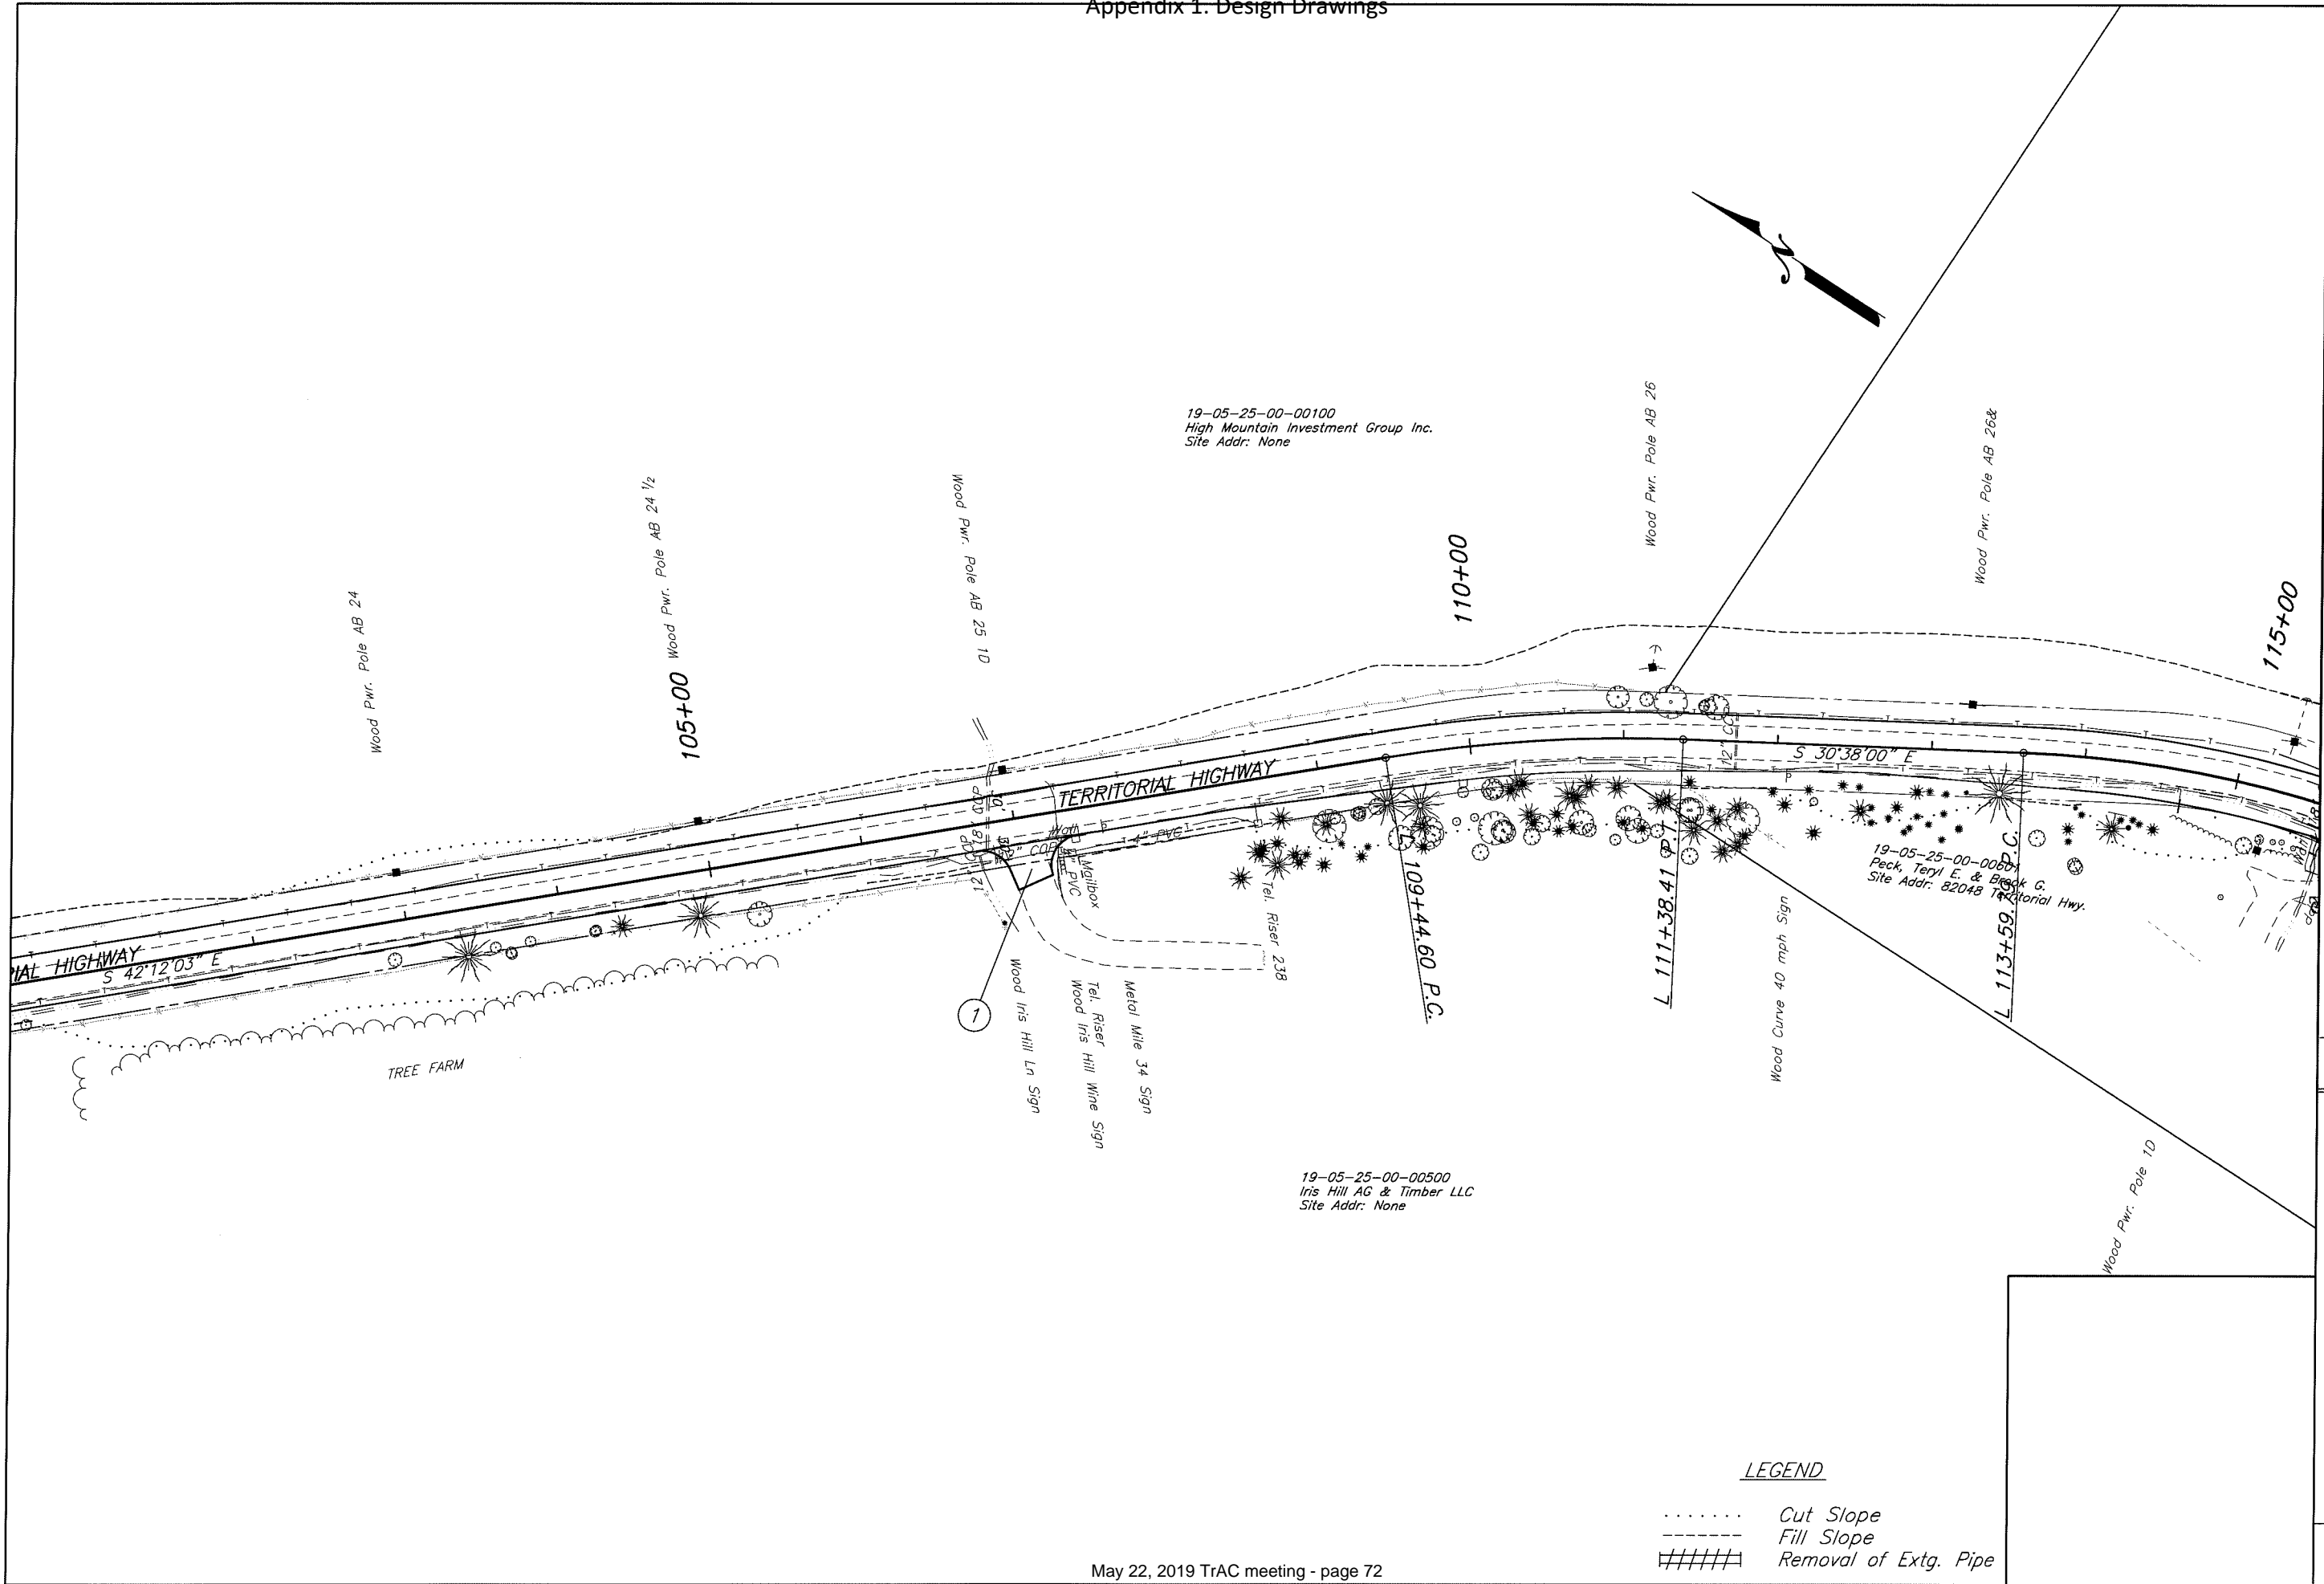 Appendix 1: Design Drawings
19-05-25-00-00100
High Mountain Investment Group Inc.
Site Addr: None
Wood Pwr. Pole AB 24
105+00
Wood Pwr. Pole AB 24 1/2
Wood Pwr. Pole AB 25 1D
110+00
Wood Pwr. Pole AB 26
Wood Pwr. Pole AB 26&
115+00
TERRITORIAL HIGHWAY
S 30°38'00" E
IAL HIGHWAY
S 42°12'03" E
4" PVC
PVC
Mailbox
Tel. Riser 238
L 109+44.60 P.C.
L 111+38.41 P.T.
L 113+59.79 P.C.
19-05-25-00-00601
Peck, Teryl E. & Brook G.
Site Addr: 82048 Territorial Hwy.
1
Wood Iris Hill Ln Sign
Tel. Riser
Wood Iris Hill Wine Sign
Metal Mile 34 Sign
Wood Curve 40 mph Sign
TREE FARM
19-05-25-00-00500
Iris Hill AG & Timber LLC
Site Addr: None
Wood Pwr. Pole 1D
LEGEND
Cut Slope
Fill Slope
Removal of Extg. Pipe
May 22, 2019 TrAC meeting - page 72